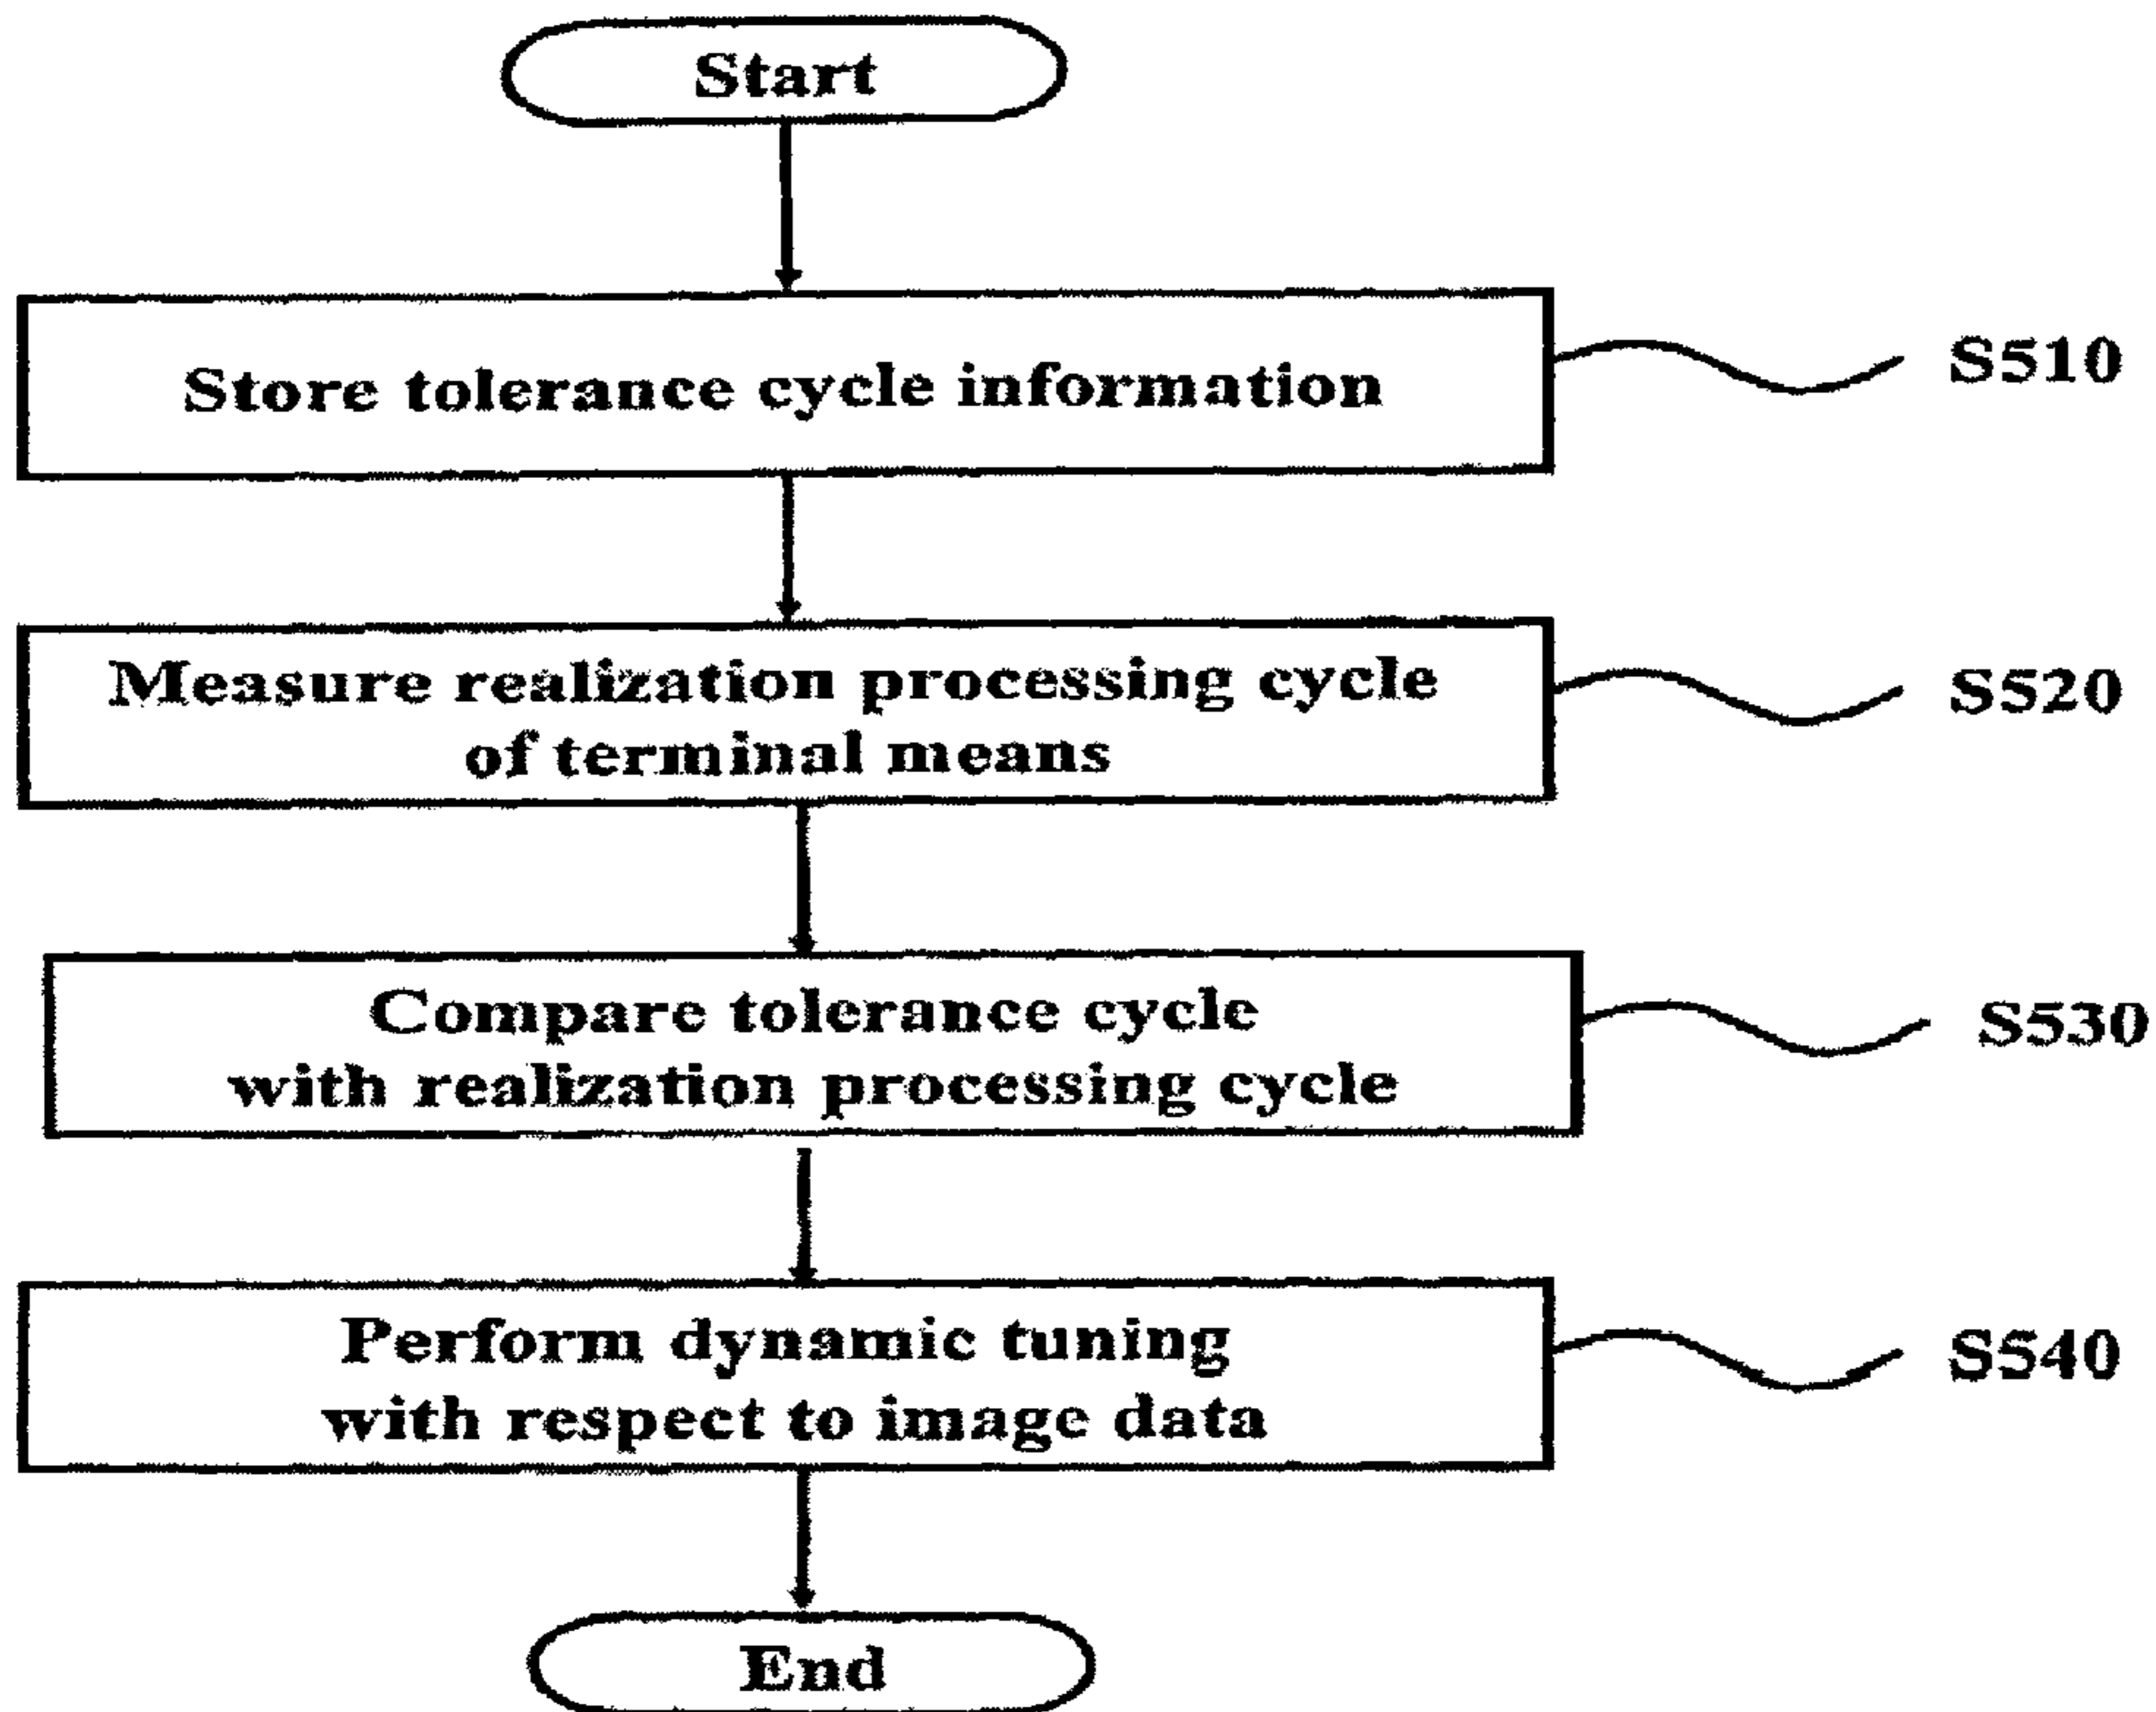 Start
Store tolerance cycle information
S510
Measure realization processing cycle
of terminal means
S520
Compare tolerance cycle
with realization processing cycle
S530
Perform dynamic tuning
with respect to image data
S540
End